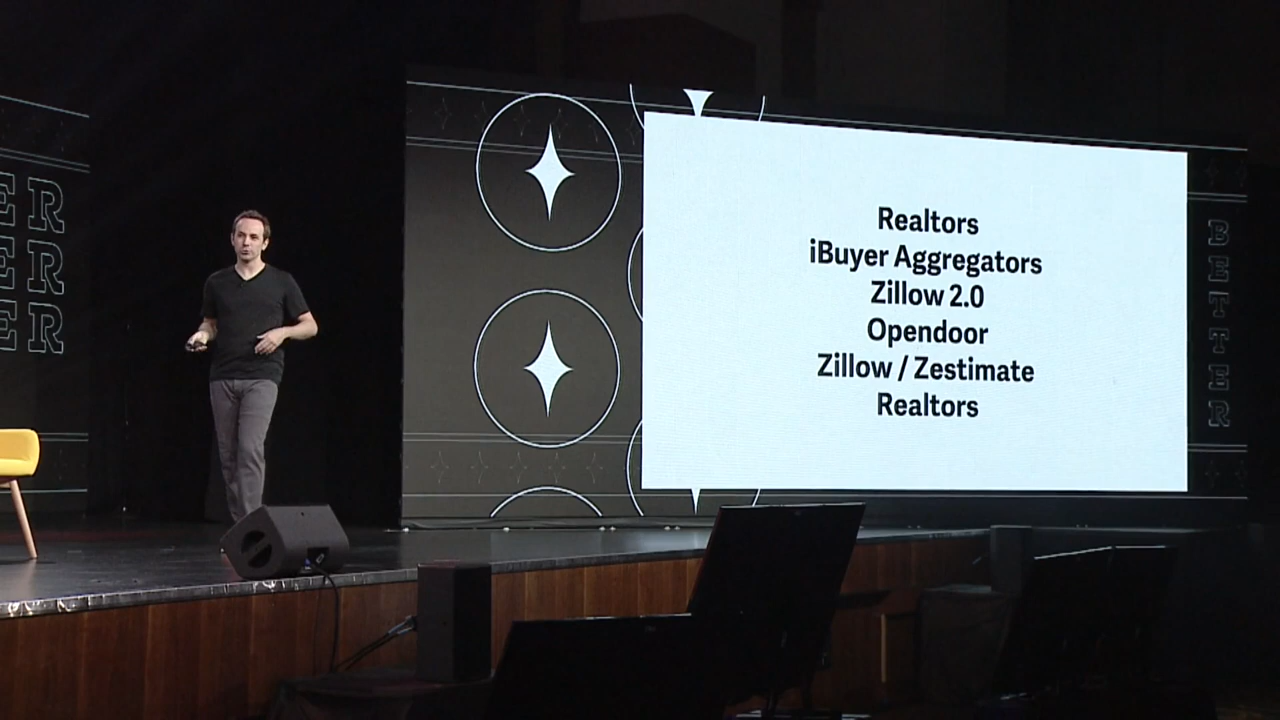 ER
ER
ER
Realtors
iBuyer Aggregators
Zillow 2.0
Opendoor
Zillow / Zestimate
Realtors
BETTER